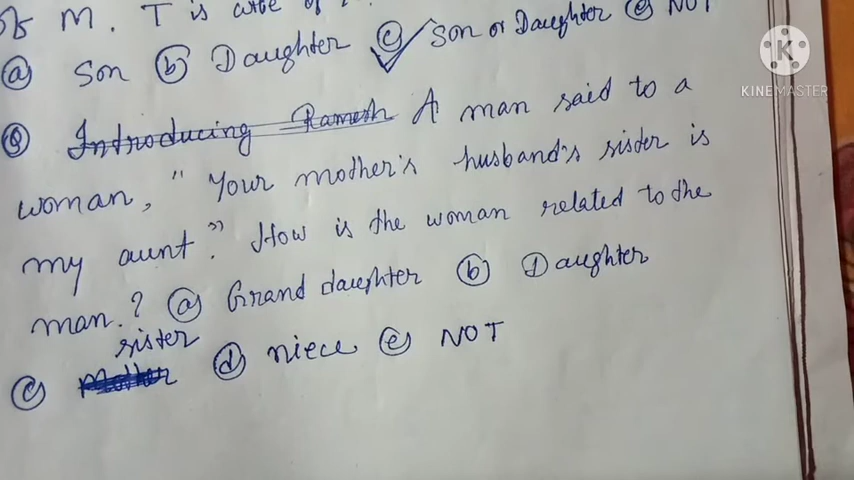 of M. T is wife of
(a) Son (b) Daughter (c) Son or Daughter (e) NOT
(Q) Introducing Ramesh A man said to a
woman, " Your mother's husband's sister is
my aunt". How is the woman related to the
man.? (a) Grand daughter (b) Daughter
sister
(c) Mother (d) niece (e) NOT
K
KINEMASTER